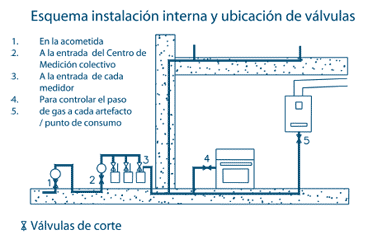 Esquema instalación interna y ubicación de válvulas
1. En la acometida
2. A la entrada del Centro de
Medición colectivo
3. A la entrada de cada
medidor
4. Para controlar el paso
5. de gas a cada artefacto
/ punto de consumo
1
2
3
4
5
Válvulas de corte